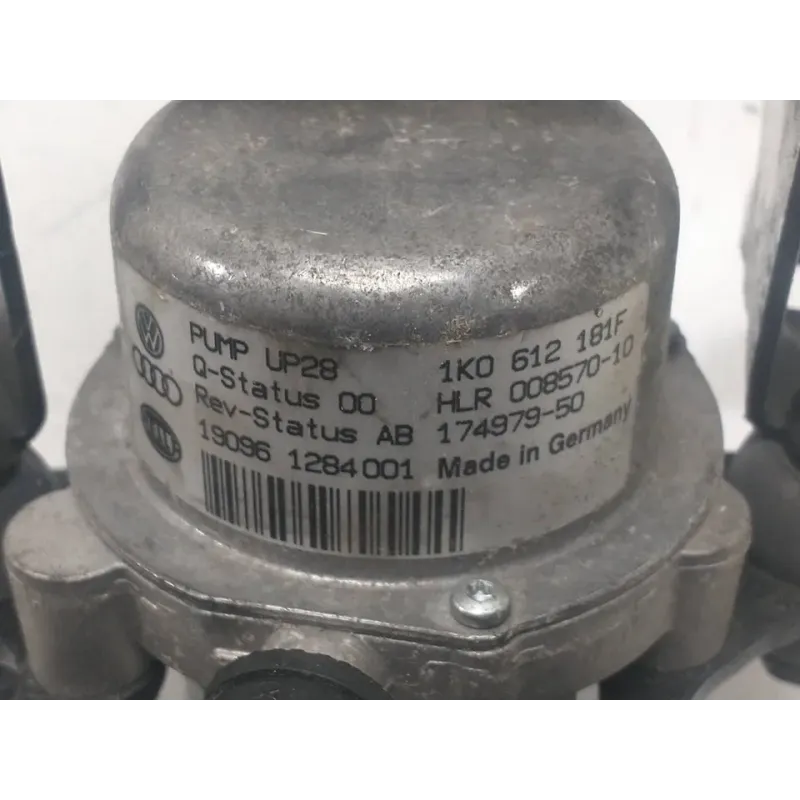 PUMP UP28
Q-Status 00
Rev-Status AB
19096 1284001
1K0 612 181F
HLR 008570-10
174979-50
Made in Germany